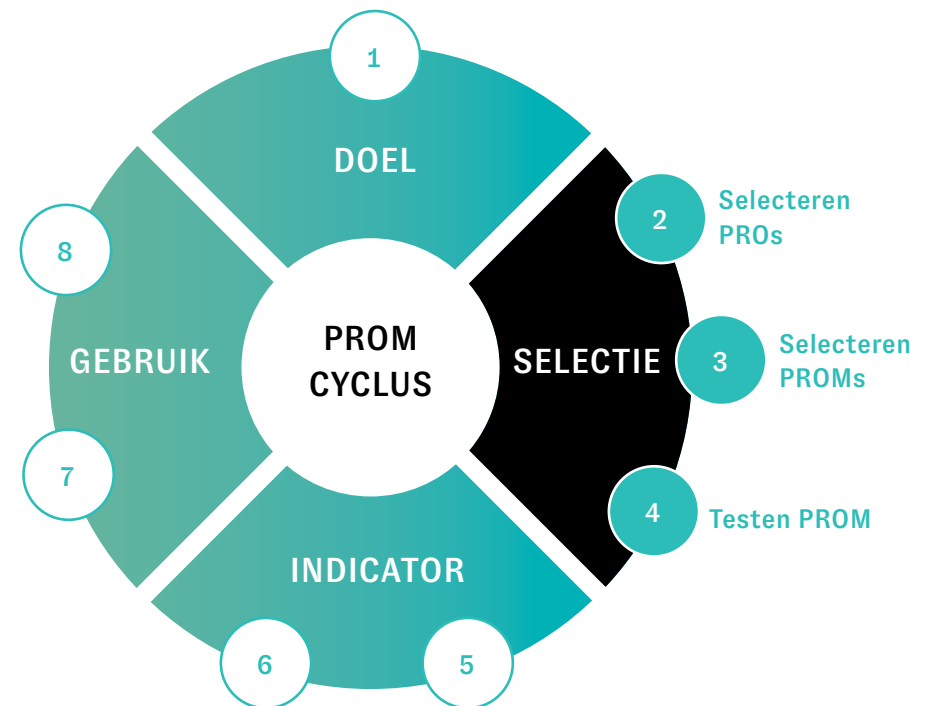 1
DOEL
2
Selecteren
PROs
3
Selecteren
PROMs
SELECTIE
4
Testen PROM
INDICATOR
5
6
7
GEBRUIK
8
PROM
CYCLUS